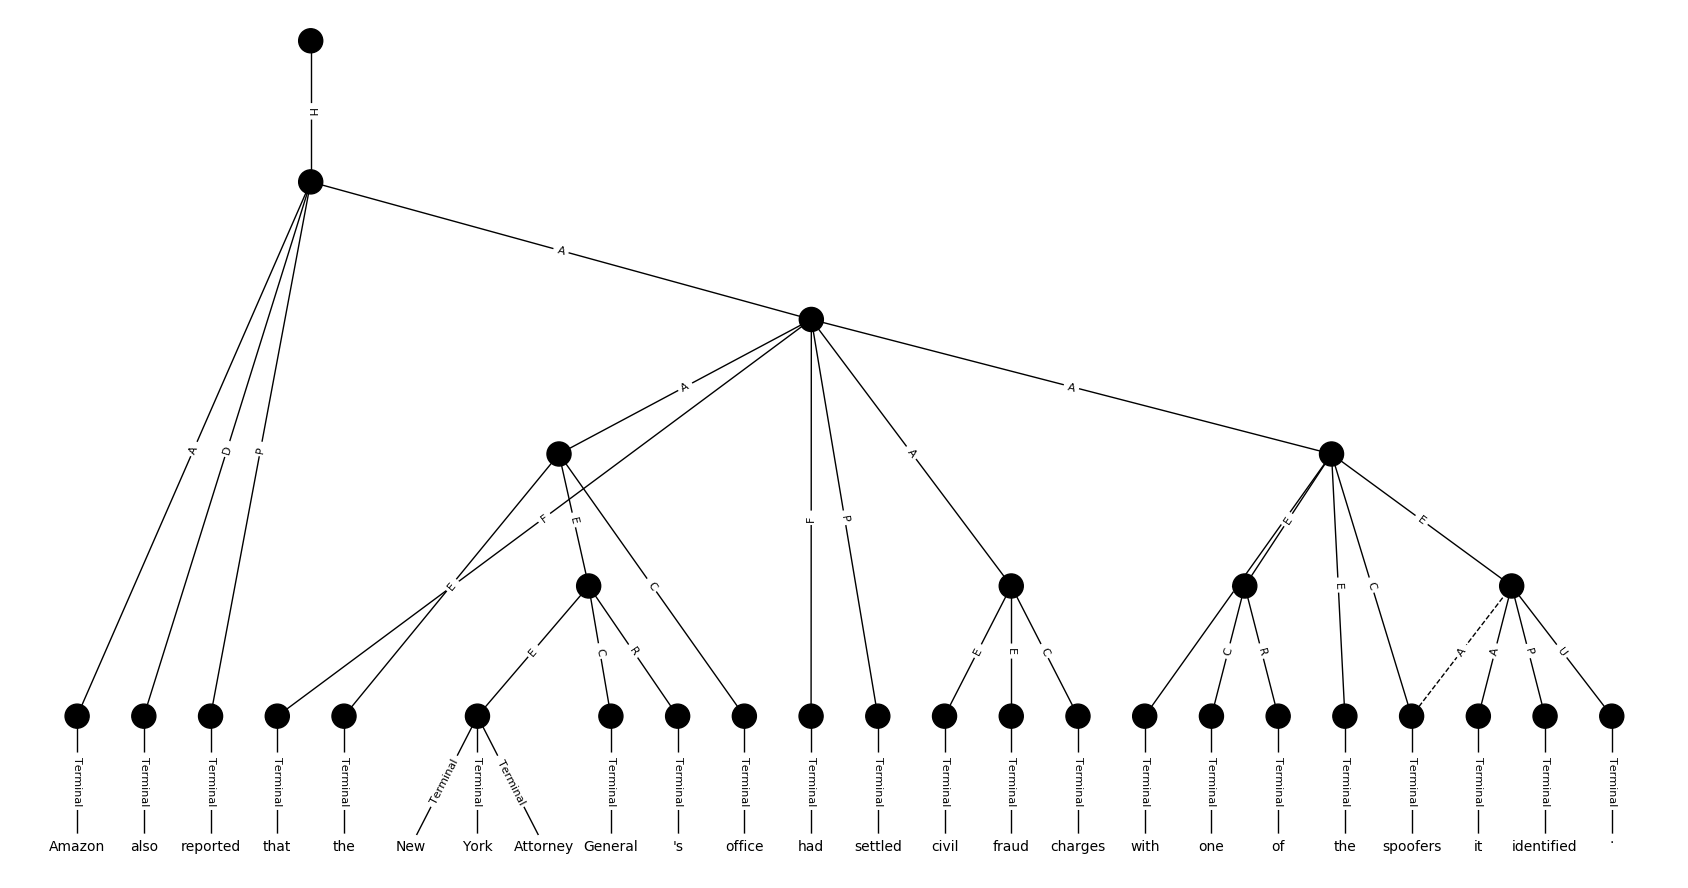 H
A
A
D
P
A
A
F
E
E
C
F
P
A
E
E
E
C
E
E
C
R
E
E
C
C
R
A
A
P
U
Terminal Terminal Terminal Terminal Terminal Terminal Terminal Terminal Terminal Terminal Terminal Terminal Terminal Terminal Terminal Terminal Terminal Terminal Terminal Terminal Terminal Terminal Terminal Terminal
Amazon also reported that the New York Attorney General 's office had settled civil fraud charges with one of the spoofers it identified .